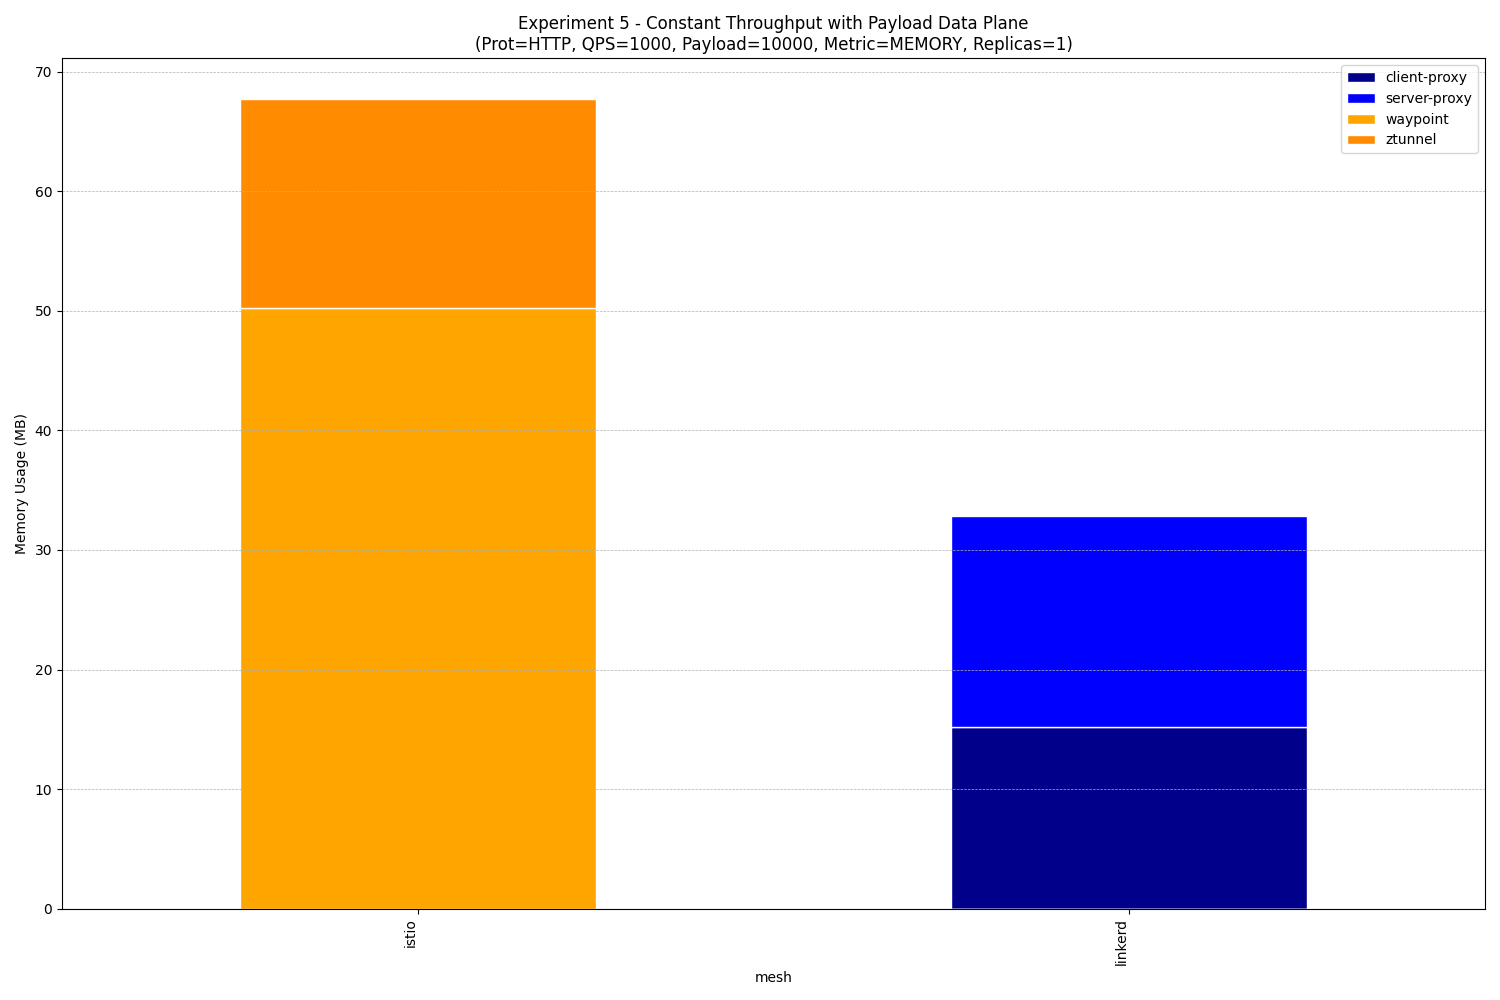 Experiment 5 - Constant Throughput with Payload Data Plane
(Prot=HTTP, QPS=1000, Payload=10000, Metric=MEMORY, Replicas=1)
client-proxy
server-proxy
waypoint
ztunnel
Memory Usage (MB)
70
60
50
40
30
20
10
0
istio
linkerd
mesh